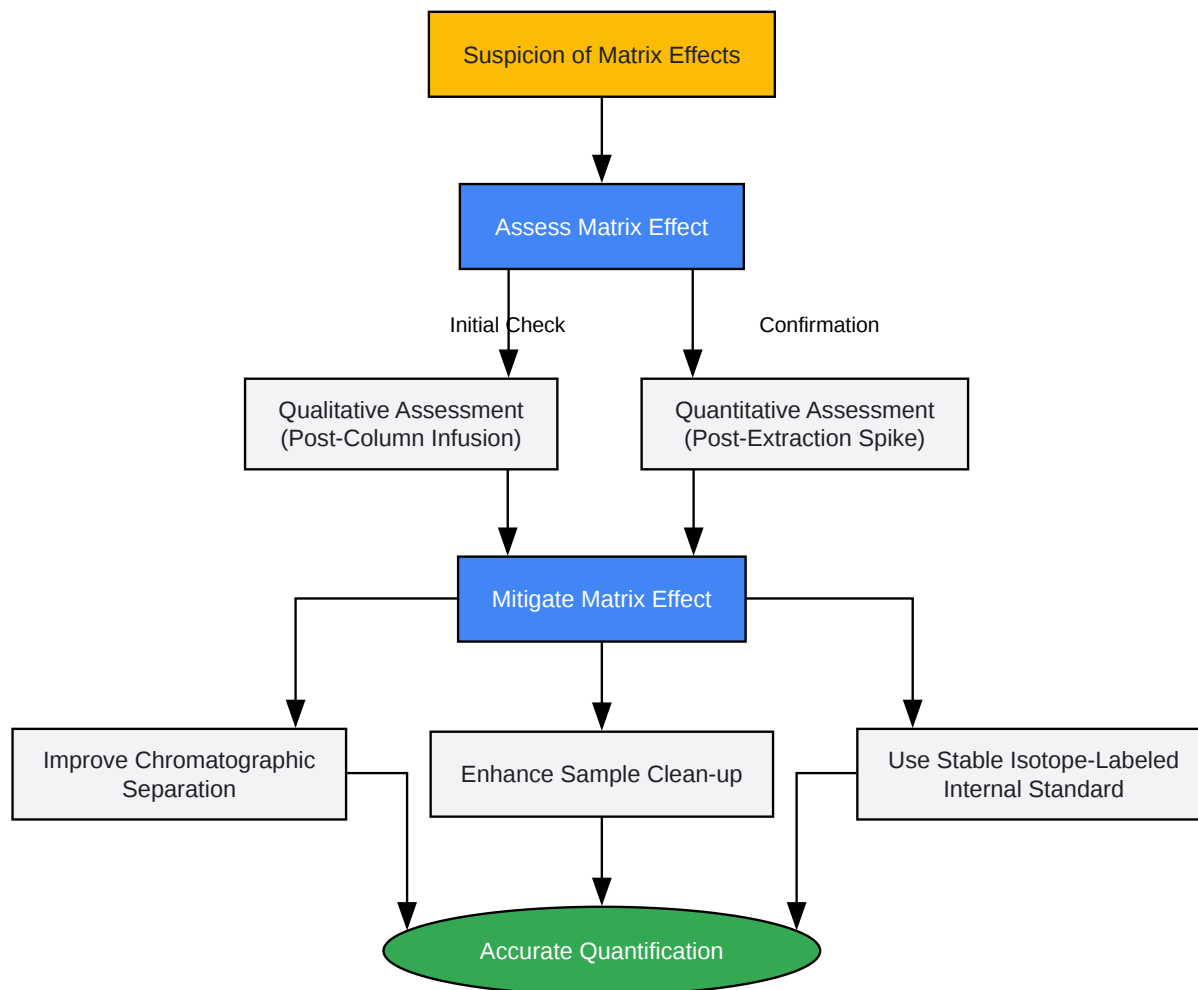 Suspicion of Matrix Effects
Assess Matrix Effect
Initial Check
Confirmation
Qualitative Assessment
(Post-Column Infusion)
Quantitative Assessment
(Post-Extraction Spike)
Mitigate Matrix Effect
Improve Chromatographic
Separation
Enhance Sample Clean-up
Use Stable Isotope-Labeled
Internal Standard
Accurate Quantification